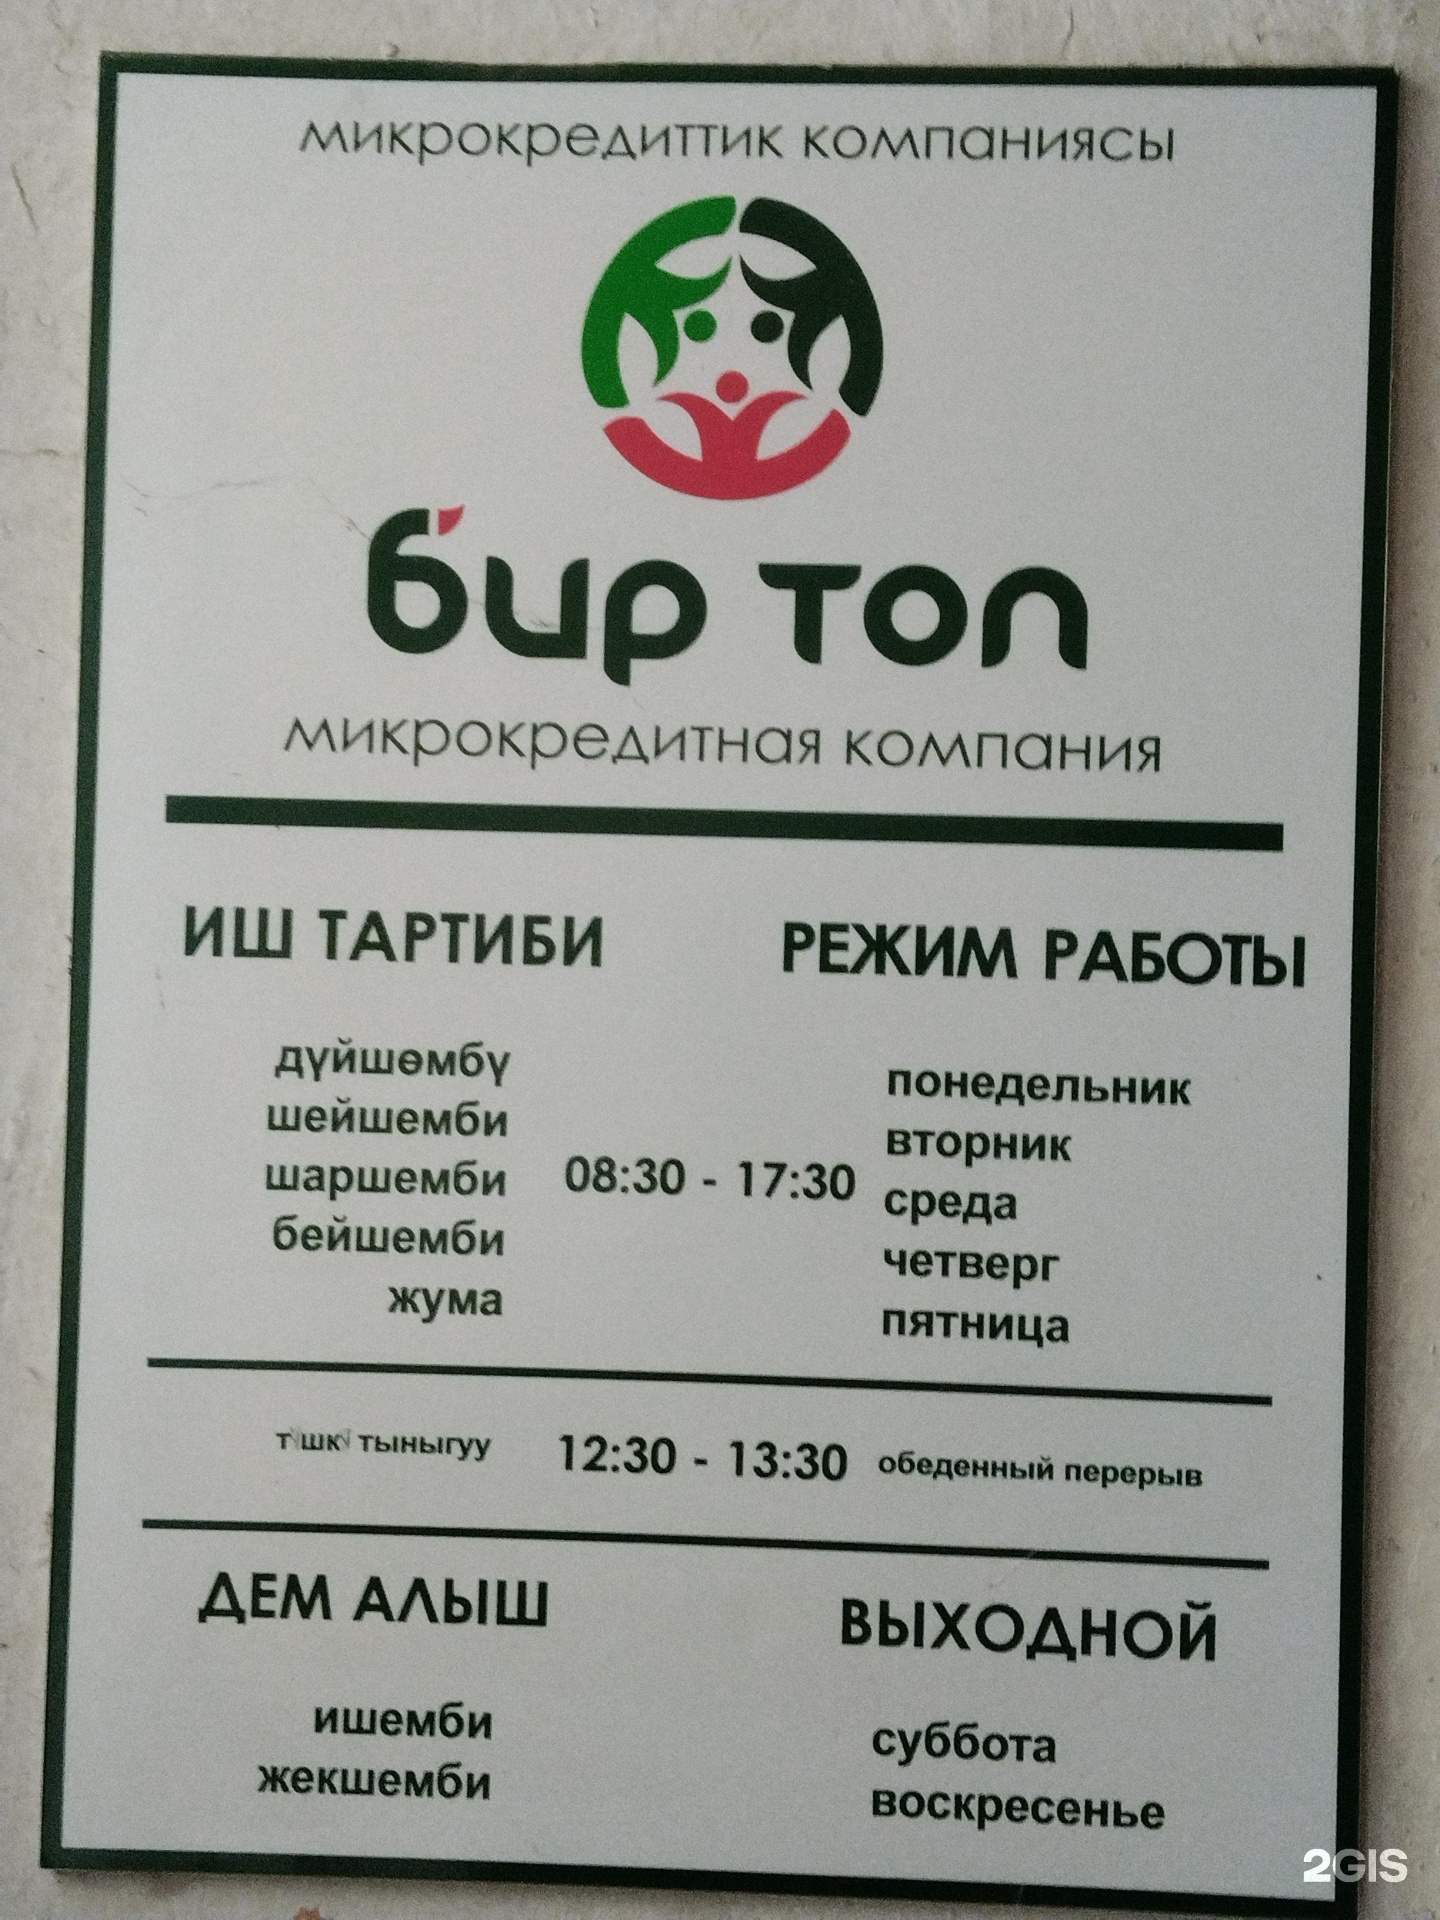 микрокредиттик компаниясы
бир топ
микрокредитная компания
ИШ ТАРТИБИ
РЕЖИМ РАБОТЫ
дүйшөмбү
шейшемби
шаршемби
бейшемби
жума
08:30 - 17:30
понедельник
вторник
среда
четверг
пятница
тыныгуу
12:30 - 13:30
обеденный перерыв
ДЕМ АЛЫШ
ВЫХОДНОЙ
ишемби
жекшемби
суббота
воскресенье
2GIS